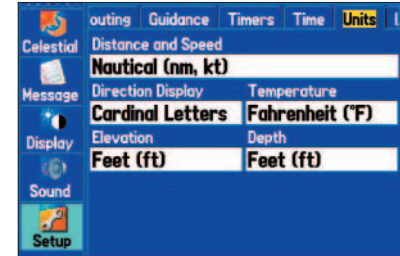 outing Guidance Timers Time Units
Celestial
Distance and Speed
Nautical (nm, kt)
Message
Direction Display Temperature
Cardinal Letters Fahrenheit (°F)
Display
Elevation Depth
Feet (ft) Feet (ft)
Sound
Setup